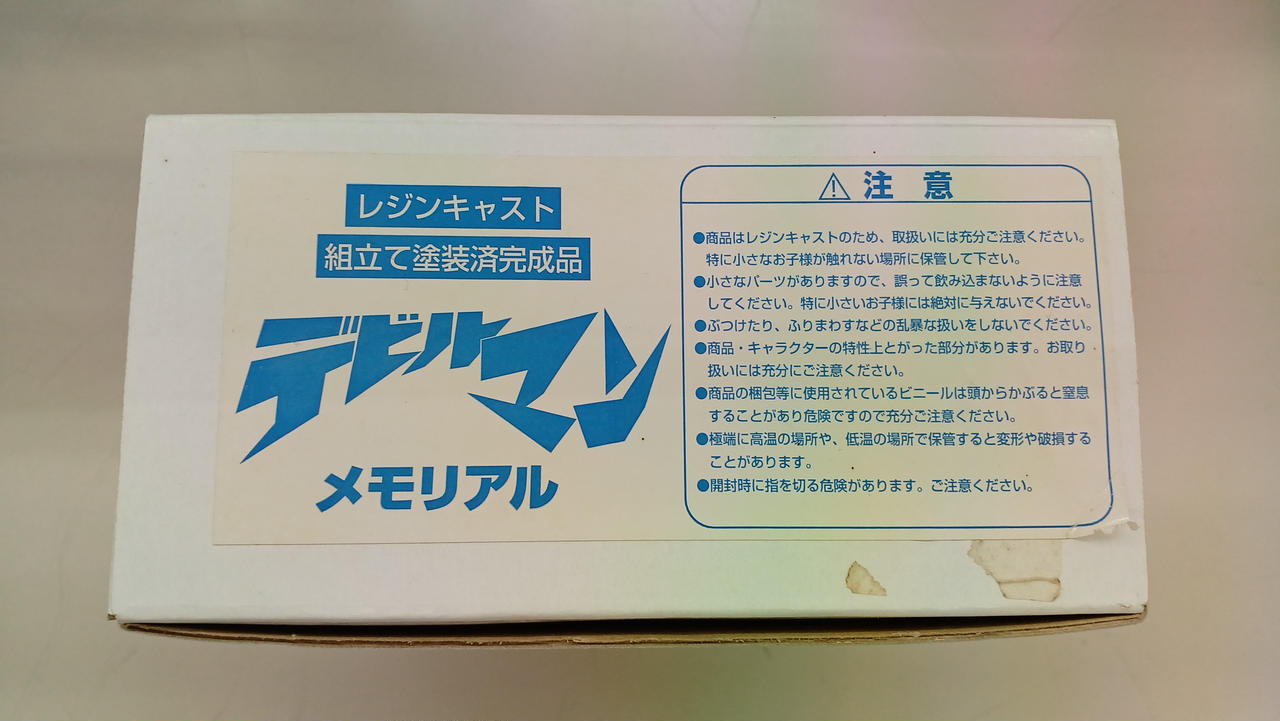 レジンキャスト
組立て塗装済完成品
デビルマン
メモリアル
⚠注 意
●商品はレジンキャストのため、取扱いには充分ご注意ください。
特に小さなお子様が触れない場所に保管して下さい。
●小さなパーツがありますので、誤って飲み込まないように注意
してください。特に小さいお子様には絶対に与えないでください。
●ぶつけたり、ふりまわすなどの乱暴な扱いをしないでください。
●商品・キャラクターの特性上とがった部分があります。お取り
扱いには充分にご注意ください。
●商品の梱包等に使用されているビニールは頭からかぶると窒息
することがあり危険ですので充分ご注意ください。
●極端に高温の場所や、低温の場所で保管すると変形や破損する
ことがあります。
●開封時に指を切る危険があります。ご注意ください。